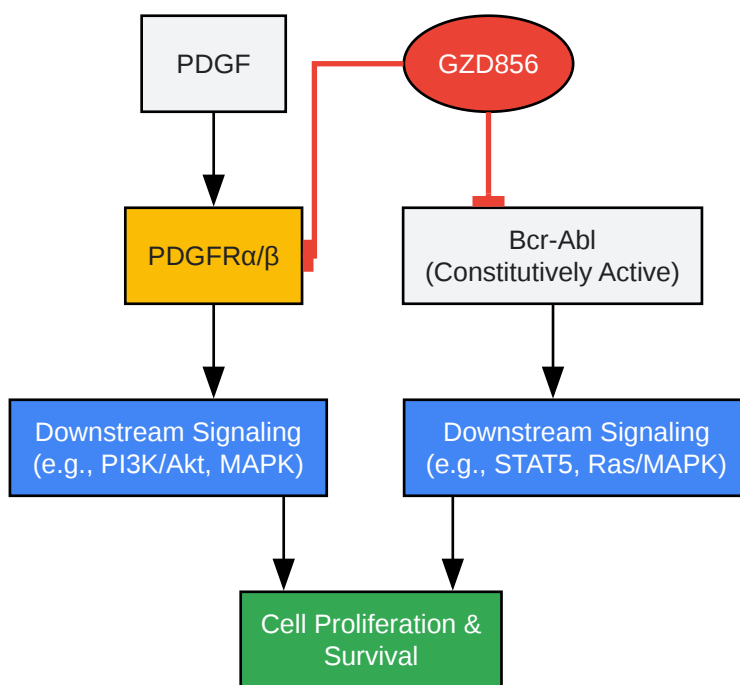 PDGF
GZD856
PDGFRα/β
Bcr-Abl
(Constitutively Active)
Downstream Signaling
(e.g., PI3K/Akt, MAPK)
Downstream Signaling
(e.g., STAT5, Ras/MAPK)
Cell Proliferation &
Survival